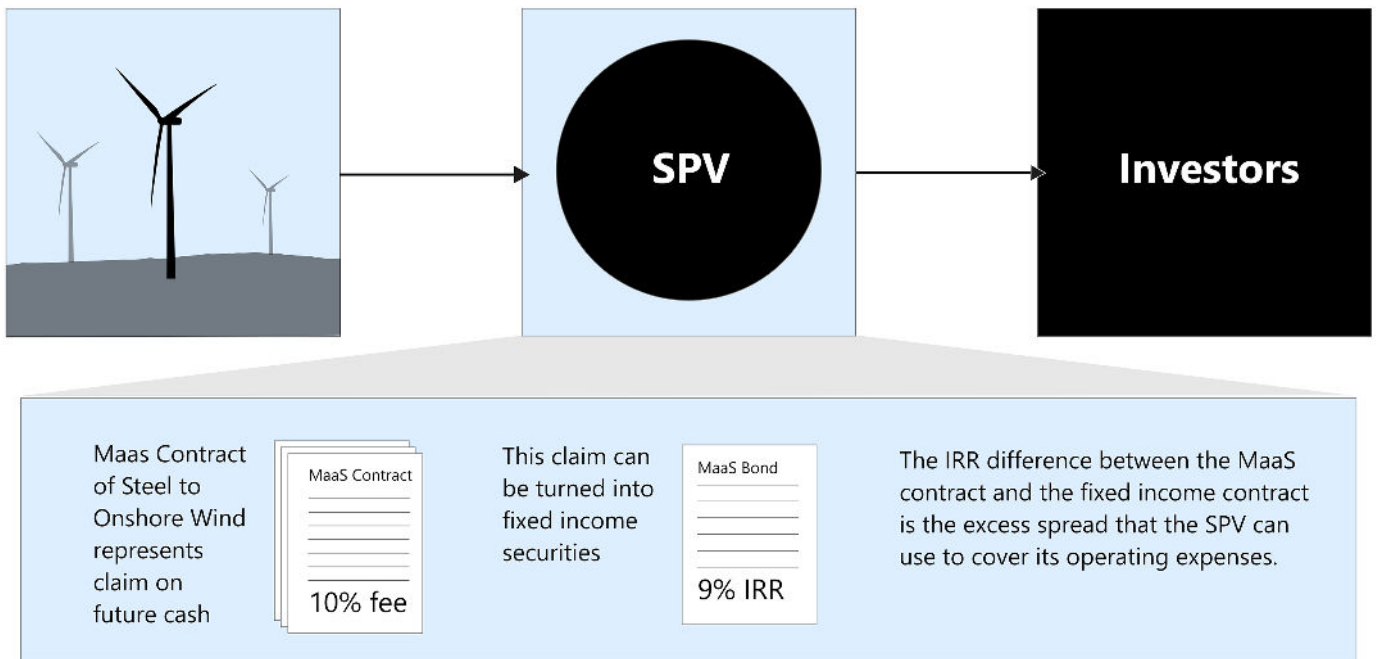 SPV
Investors
Maas Contract
of Steel to
Onshore Wind
represents
claim on
future cash
MaaS Contract
10% fee
This claim can
be turned into
fixed income
securities
MaaS Bond
9% IRR
The IRR difference between the MaaS
contract and the fixed income contract
is the excess spread that the SPV can
use to cover its operating expenses.